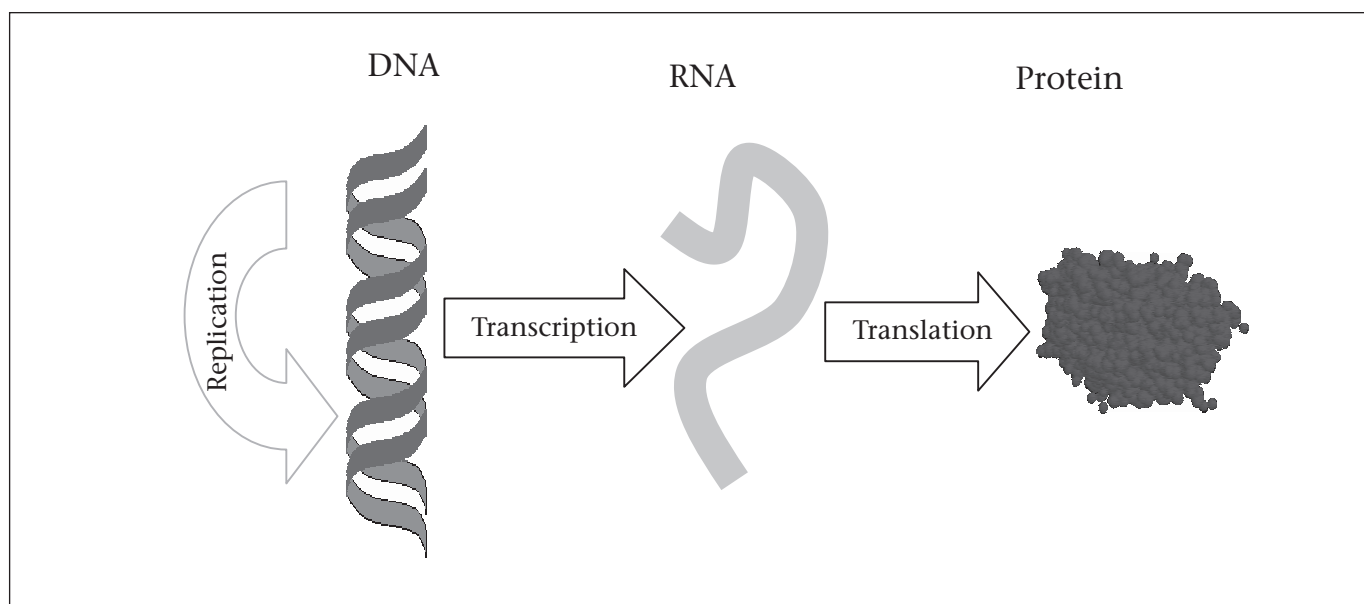 DNA
RNA
Protein
Replication
Transcription
Translation